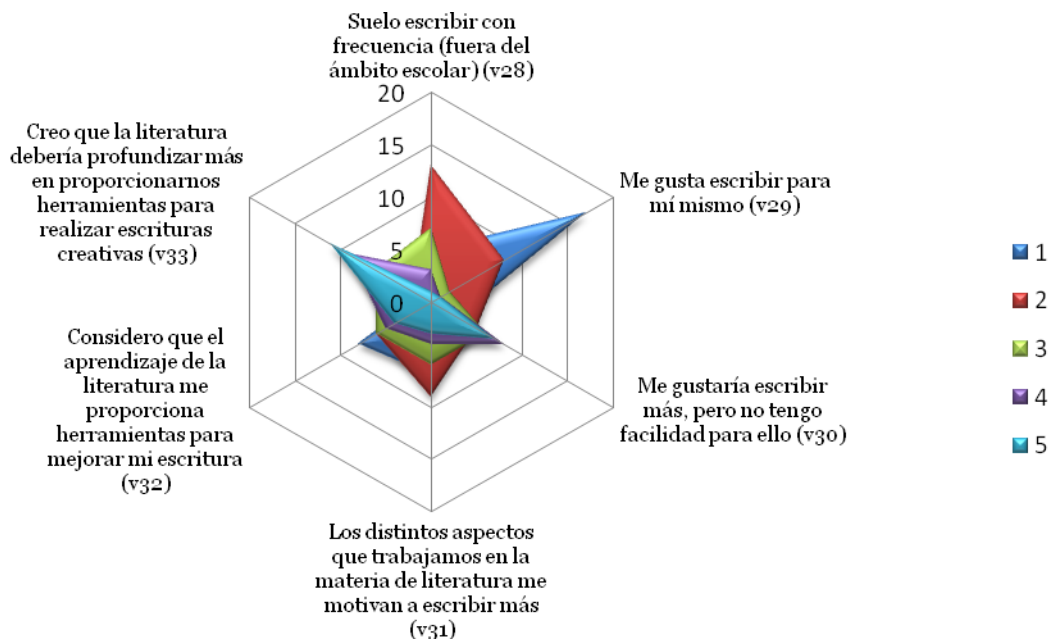 Suelo escribir con
frecuencia (fuera del
ámbito escolar) (v28)
20
15
10
5
0
Me gusta escribir para
mí mismo (v29)
Me gustaría escribir
más, pero no tengo
facilidad para ello (v30)
Los distintos aspectos
que trabajamos en la
materia de literatura me
motivan a escribir más
(v31)
Considero que el
aprendizaje de la
literatura me
proporciona
herramientas para
mejorar mi escritura
(v32)
Creo que la literatura
debería profundizar más
en proporcionarnos
herramientas para
realizar escrituras
creativas (v33)
1
2
3
4
5